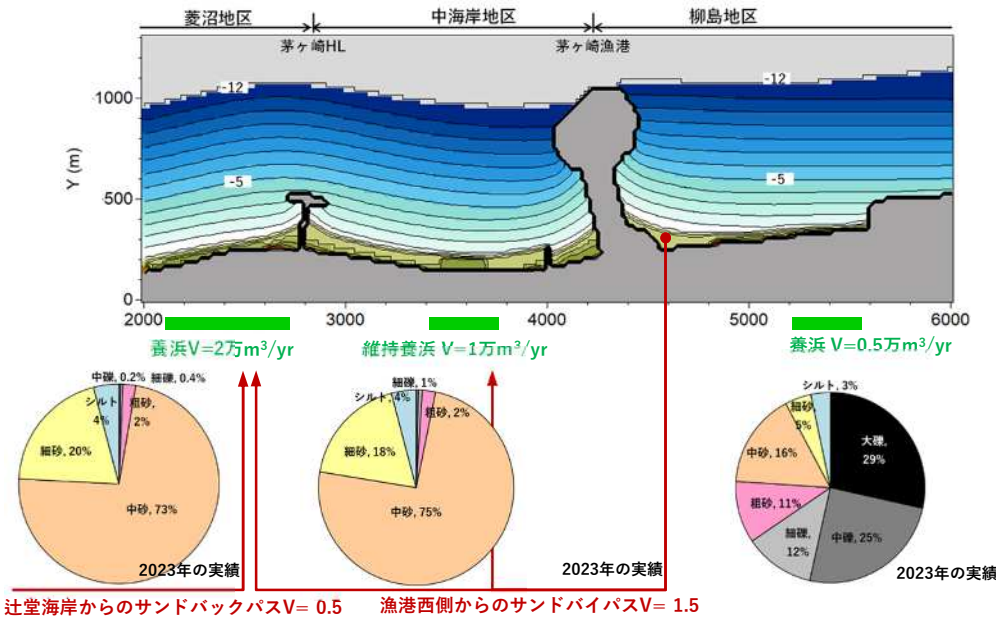 菱沼地区
中海岸地区
柳島地区
茅ヶ崎HL
茅ヶ崎漁港
-12
-12
1000
Y (m)
-5
-5
500
0
2000
3000
4000
5000
6000
養浜V=2万m³/yr
維持養浜 V=1万m³/yr
養浜 V=0.5万m³/yr
中礫, 0.2%
細礫, 0.4%
シルト
4%
粗砂,
2%
細砂, 20%
中砂, 73%
2023年の実績
細礫, 1%
シルト, 4%
粗砂, 2%
細砂, 18%
中砂, 75%
2023年の実績
シルト, 3%
細砂,
5%
大礫,
29%
中砂, 16%
粗砂, 11%
細礫,
12%
中礫, 25%
2023年の実績
辻堂海岸からのサンドバックパスV= 0.5
漁港西側からのサンドバイパスV= 1.5